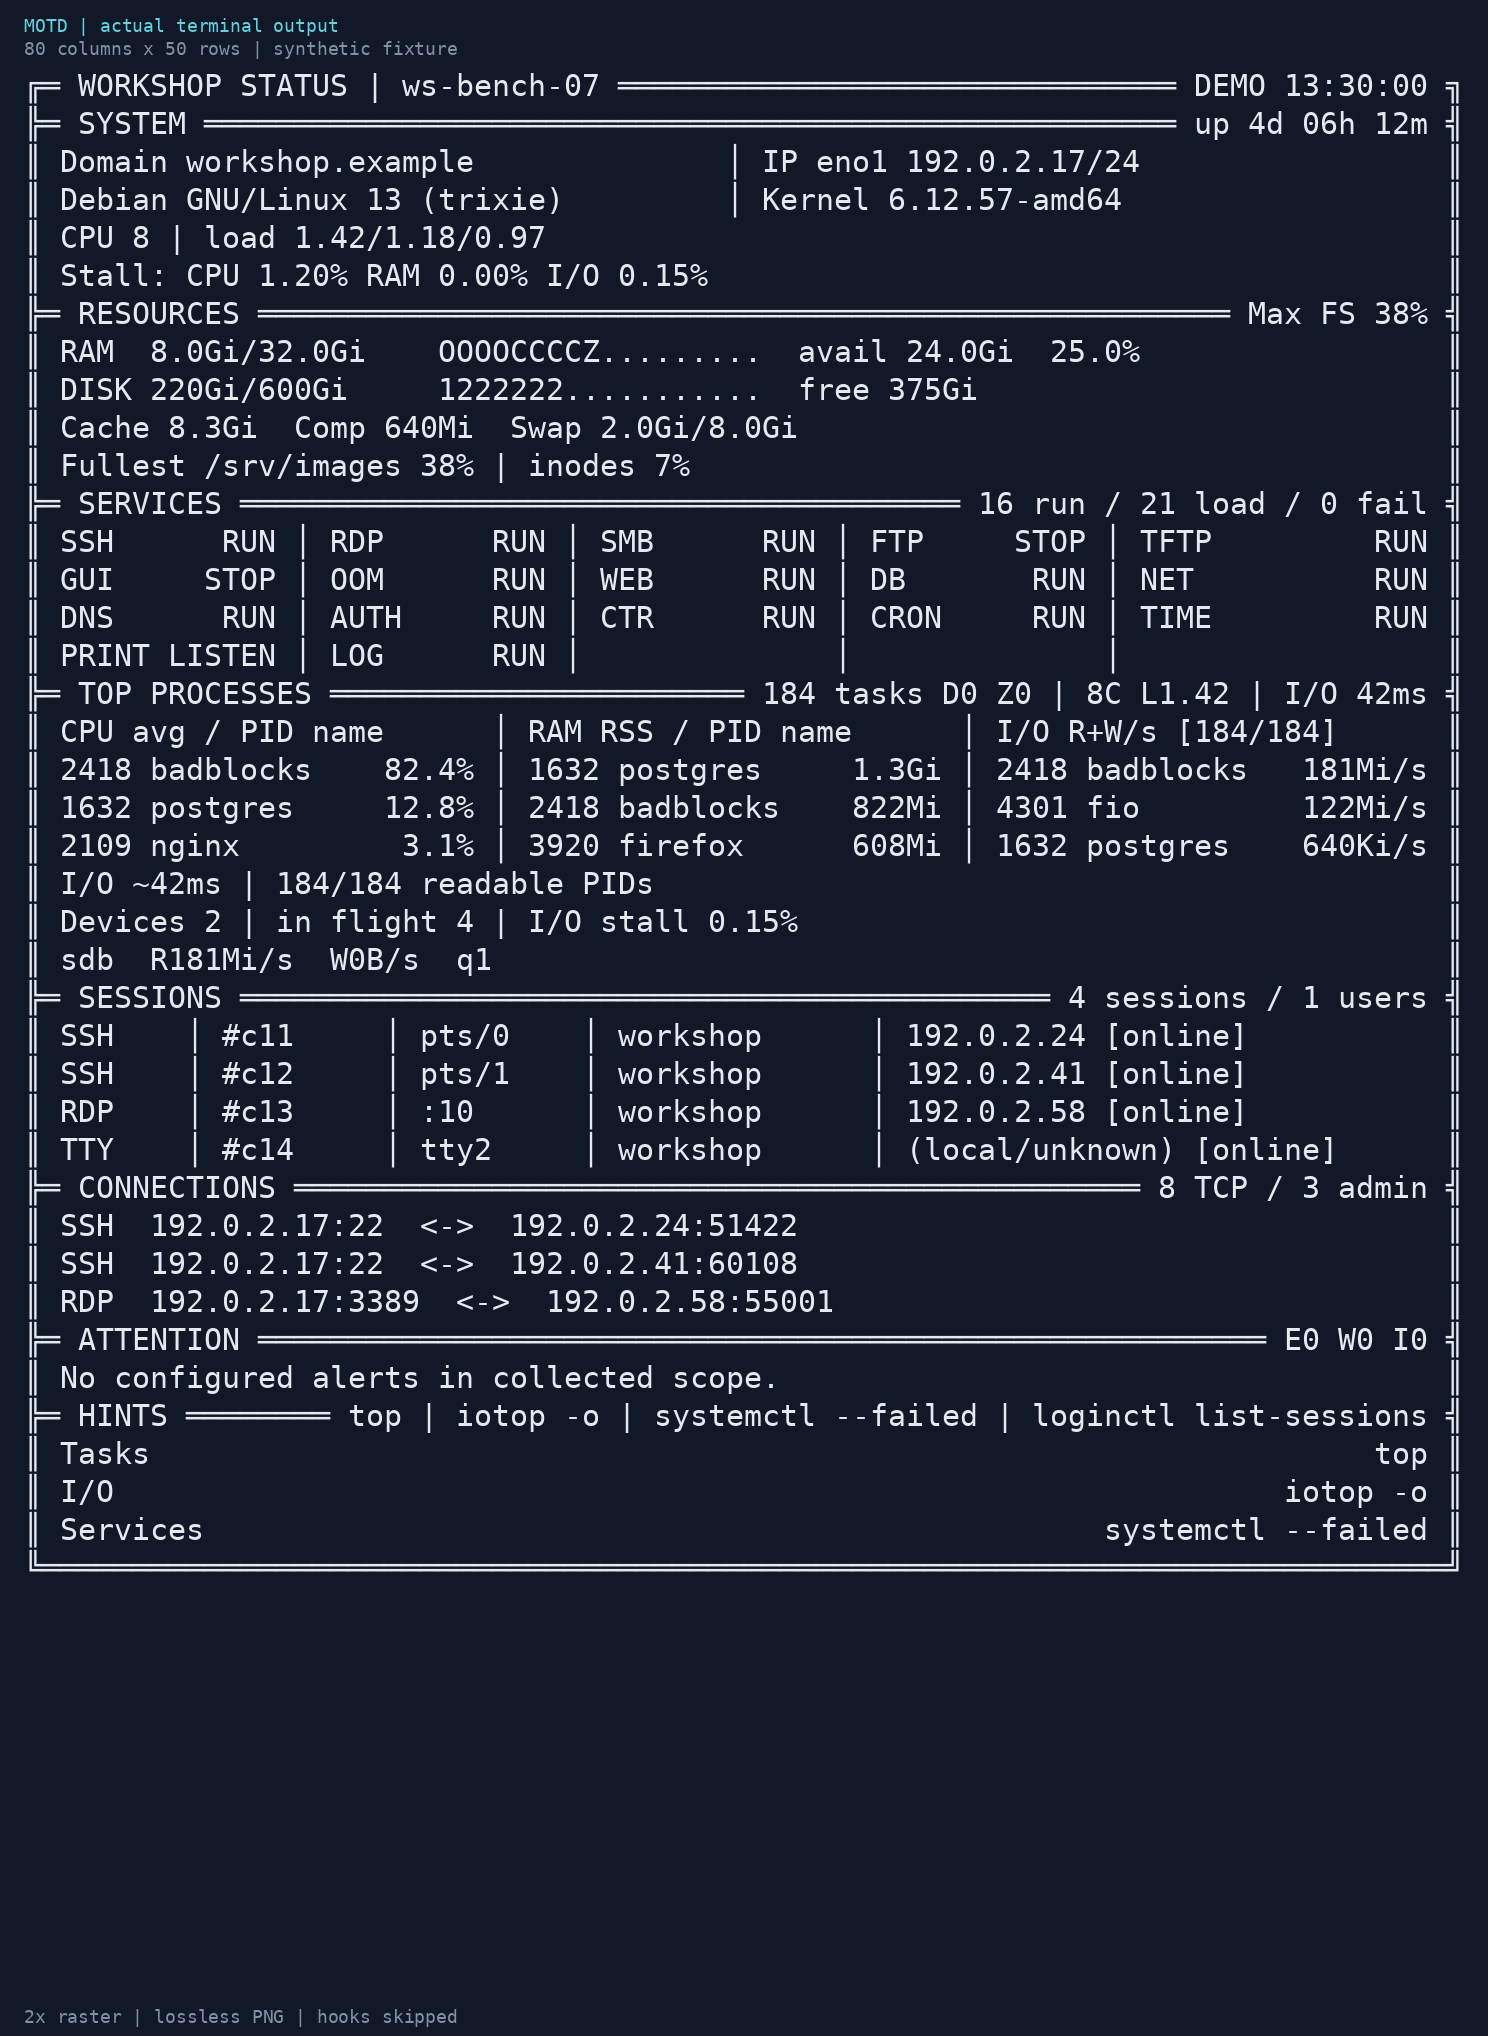 MOTD | actual terminal output
80 columns x 50 rows | synthetic fixture
╔═ WORKSHOP STATUS | ws-bench-07 ═══════════════════════════════ DEMO 13:30:00 ╗
╠═ SYSTEM ══════════════════════════════════════════════════════ up 4d 06h 12m ╣
║ Domain workshop.example              │ IP eno1 192.0.2.17/24                 ║
║ Debian GNU/Linux 13 (trixie)         │ Kernel 6.12.57-amd64                  ║
║ CPU 8 | load 1.42/1.18/0.97                                                  ║
║ Stall: CPU 1.20% RAM 0.00% I/O 0.15%                                         ║
╠═ RESOURCES ══════════════════════════════════════════════════════ Max FS 38% ╣
║ RAM  8.0Gi/32.0Gi    OOOOCCCCZ.........  avail 24.0Gi  25.0%                 ║
║ DISK 220Gi/600Gi     1222222...........  free 375Gi                          ║
║ Cache 8.3Gi  Comp 640Mi  Swap 2.0Gi/8.0Gi                                    ║
║ Fullest /srv/images 38% | inodes 7%                                          ║
╠═ SERVICES ════════════════════════════════════════ 16 run / 21 load / 0 fail ╣
║ SSH      RUN │ RDP      RUN │ SMB      RUN │ FTP     STOP │ TFTP         RUN ║
║ GUI     STOP │ OOM      RUN │ WEB      RUN │ DB       RUN │ NET          RUN ║
║ DNS      RUN │ AUTH     RUN │ CTR      RUN │ CRON     RUN │ TIME         RUN ║
║ PRINT LISTEN │ LOG      RUN │              │              │                  ║
╠═ TOP PROCESSES ═══════════════════════ 184 tasks D0 Z0 | 8C L1.42 | I/O 42ms ╣
║ CPU avg / PID name      │ RAM RSS / PID name      │ I/O R+W/s [184/184]      ║
║ 2418 badblocks    82.4% │ 1632 postgres     1.3Gi │ 2418 badblocks   181Mi/s ║
║ 1632 postgres     12.8% │ 2418 badblocks    822Mi │ 4301 fio         122Mi/s ║
║ 2109 nginx         3.1% │ 3920 firefox      608Mi │ 1632 postgres    640Ki/s ║
║ I/O ~42ms | 184/184 readable PIDs                                            ║
║ Devices 2 | in flight 4 | I/O stall 0.15%                                    ║
║ sdb  R181Mi/s  W0B/s  q1                                                     ║
╠═ SESSIONS ═════════════════════════════════════════════ 4 sessions / 1 users ╣
║ SSH    │ #c11     │ pts/0    │ workshop      │ 192.0.2.24 [online]           ║
║ SSH    │ #c12     │ pts/1    │ workshop      │ 192.0.2.41 [online]           ║
║ RDP    │ #c13     │ :10      │ workshop      │ 192.0.2.58 [online]           ║
║ TTY    │ #c14     │ tty2     │ workshop      │ (local/unknown) [online]      ║
╠═ CONNECTIONS ═══════════════════════════════════════════════ 8 TCP / 3 admin ╣
║ SSH  192.0.2.17:22  <->  192.0.2.24:51422                                    ║
║ SSH  192.0.2.17:22  <->  192.0.2.41:60108                                    ║
║ RDP  192.0.2.17:3389  <->  192.0.2.58:55001                                  ║
╠═ ATTENTION ════════════════════════════════════════════════════════ E0 W0 I0 ╣
║ No configured alerts in collected scope.                                     ║
╠═ HINTS ════════ top | iotop -o | systemctl --failed | loginctl list-sessions ╣
║ Tasks                                                                    top ║
║ I/O                                                                 iotop -o ║
║ Services                                                  systemctl --failed ║
╚══════════════════════════════════════════════════════════════════════════════╝
2x raster | lossless PNG | hooks skipped